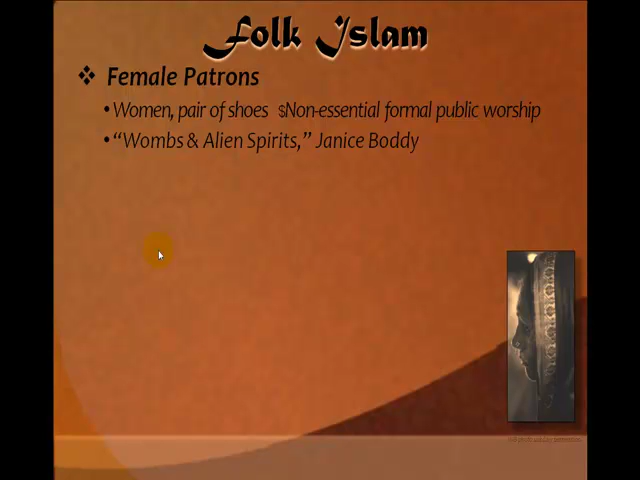 Folk Islam
❖ Female Patrons
• Women, pair of shoes $Non-essential formal public worship
• “Wombs & Alien Spirits,” Janice Boddy